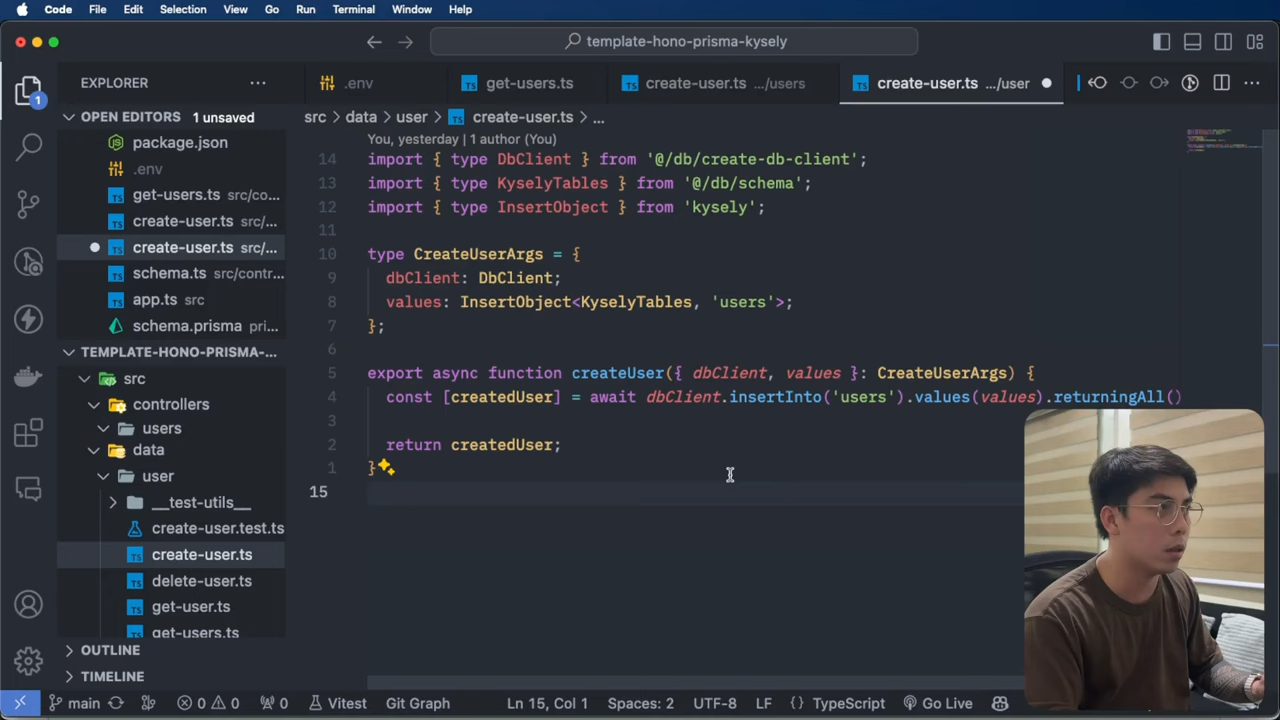 Code File Edit Selection View Go Run Terminal Window Help
template-hono-prisma-kysely
EXPLORER
.env
get-users.ts
create-user.ts .../users
create-user.ts .../user
OPEN EDITORS 1 unsaved
package.json
.env
get-users.ts src/co...
create-user.ts src/...
create-user.ts src/...
schema.ts src/contr...
app.ts src
schema.prisma pri...
TEMPLATE-HONO-PRISMA-...
src
controllers
users
data
user
__test-utils__
create-user.test.ts
create-user.ts
delete-user.ts
get-user.ts
get-users.ts
OUTLINE
TIMELINE
1
src > data > user > create-user.ts > ...
You, yesterday | 1 author (You)
14 import { type DbClient } from '@/db/create-db-client';
13 import { type KyselyTables } from '@/db/schema';
12 import { type InsertObject } from 'kysely';
11
10 type CreateUserArgs = {
9 dbClient: DbClient;
8 values: InsertObject<KyselyTables, 'users'>;
7 };
6
5 export async function createUser({ dbClient, values }: CreateUserArgs) {
4 const [createdUser] = await dbClient.insertInto('users').values(values).returningAll()
3
2 return createdUser;
1 }
15
main 0 0 0 Vitest Git Graph Ln 15, Col 1 Spaces: 2 UTF-8 LF {} TypeScript Go Live